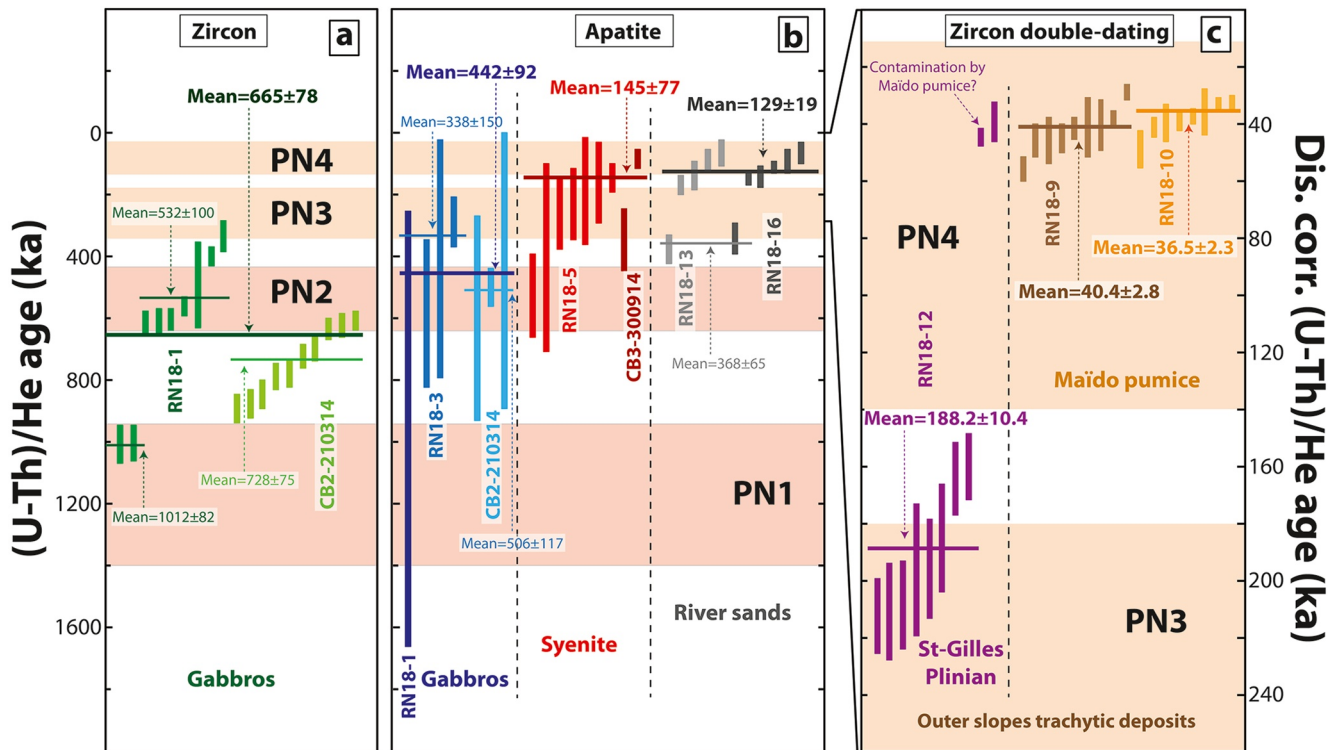 Zircon
a
Mean=665±78
Mean=532±100
RN18-1
Mean=728±75
CB2-210314
Mean=1012±82
Gabbros
(U-Th)/He age (ka)
0
400
800
1200
1600
PN4
PN3
PN2
Apatite
b
Mean=442±92
Mean=338±150
Mean=145±77
Mean=129±19
RN18-3
CB2-210314
Mean=506±117
RN18-1
Gabbros
RN18-5
CB3-300914
Syenite
RN18-13
RN18-16
Mean=368±65
PN1
River sands
Zircon double-dating
c
Contamination by
Maïdo pumice?
PN4
RN18-9
RN18-10
Mean=36.5±2.3
Mean=40.4±2.8
RN18-12
Maïdo pumice
Mean=188.2±10.4
PN3
St-Gilles
Plinian
Outer slopes trachytic deposits
40
80
120
160
200
240
Dis. corr. (U-Th)/He age (ka)